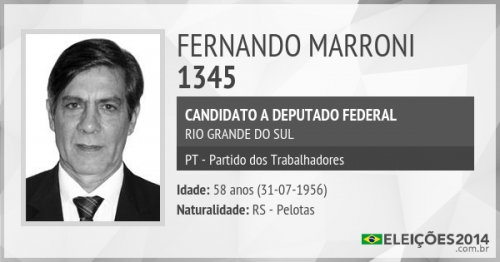 FERNANDO MARRONI
1345
CANDIDATO A DEPUTADO FEDERAL
RIO GRANDE DO SUL
PT - Partido dos Trabalhadores
Idade: 58 anos (31-07-1956)
Naturalidade: RS - Pelotas
ELEIÇÕES2014
.com.br